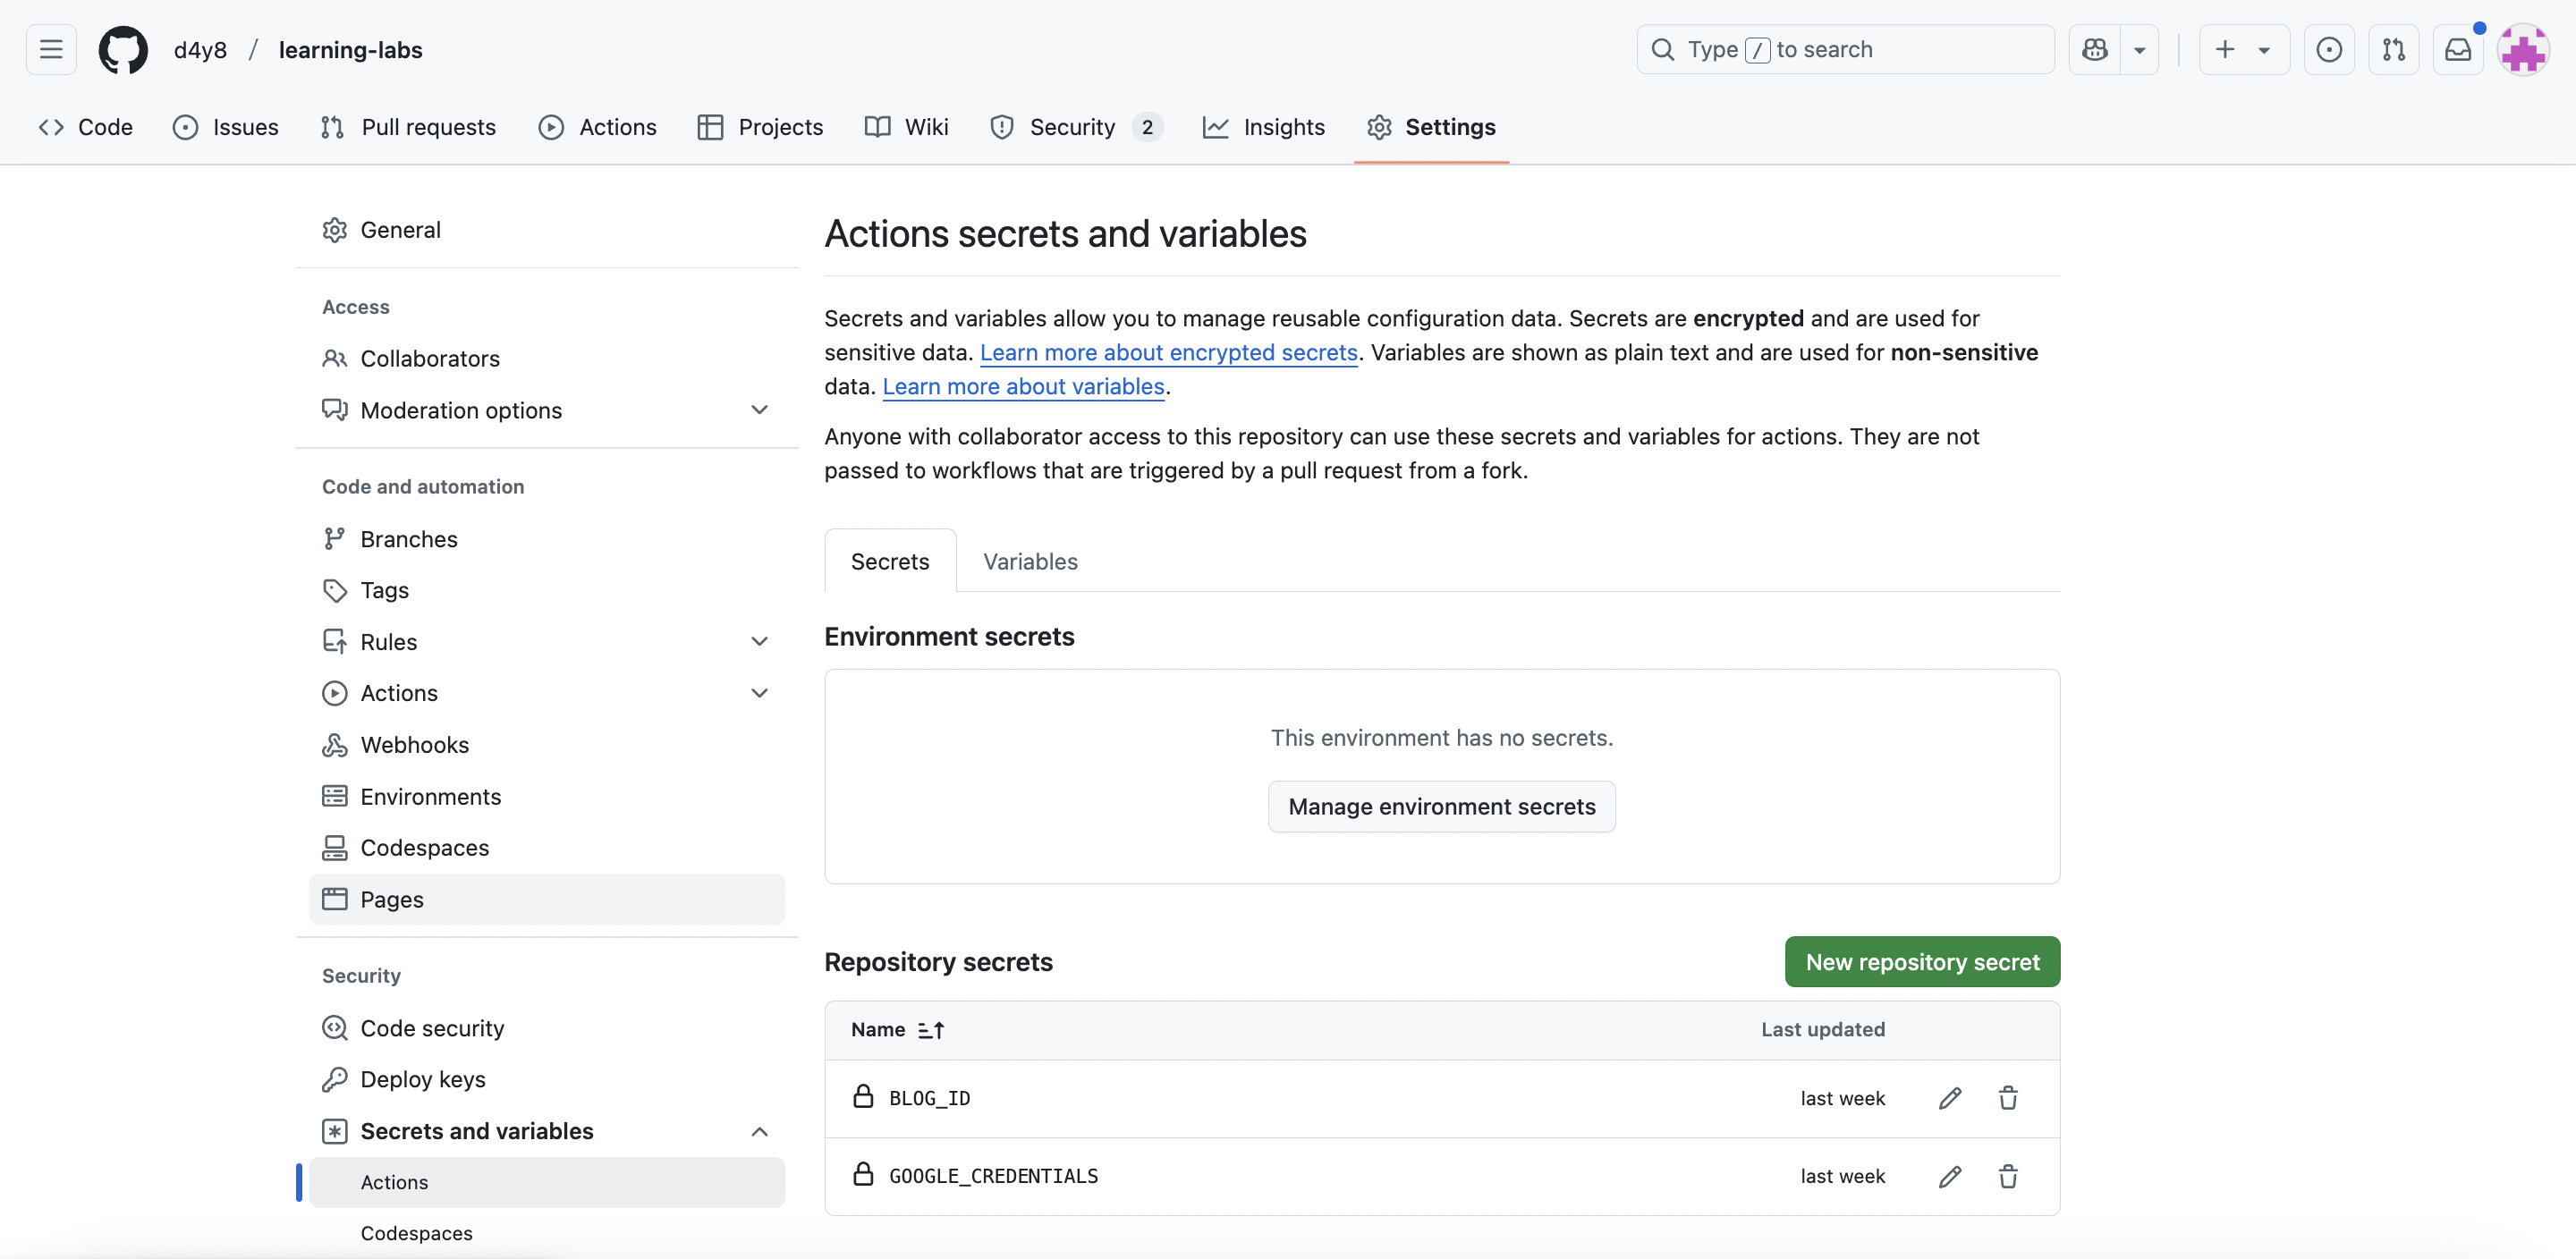 d4y8 / learning-labs
Type / to search
Code Issues Pull requests Actions Projects Wiki Security 2 Insights Settings
General
Access
Collaborators
Moderation options
Code and automation
Branches
Tags
Rules
Actions
Webhooks
Environments
Codespaces
Pages
Security
Code security
Deploy keys
Secrets and variables
Actions
Codespaces
Actions secrets and variables
Secrets and variables allow you to manage reusable configuration data. Secrets are encrypted and are used for
sensitive data. Learn more about encrypted secrets. Variables are shown as plain text and are used for non-sensitive
data. Learn more about variables.
Anyone with collaborator access to this repository can use these secrets and variables for actions. They are not
passed to workflows that are triggered by a pull request from a fork.
Secrets Variables
Environment secrets
This environment has no secrets.
Manage environment secrets
Repository secrets New repository secret
Name Last updated
BLOG_ID last week
GOOGLE_CREDENTIALS last week